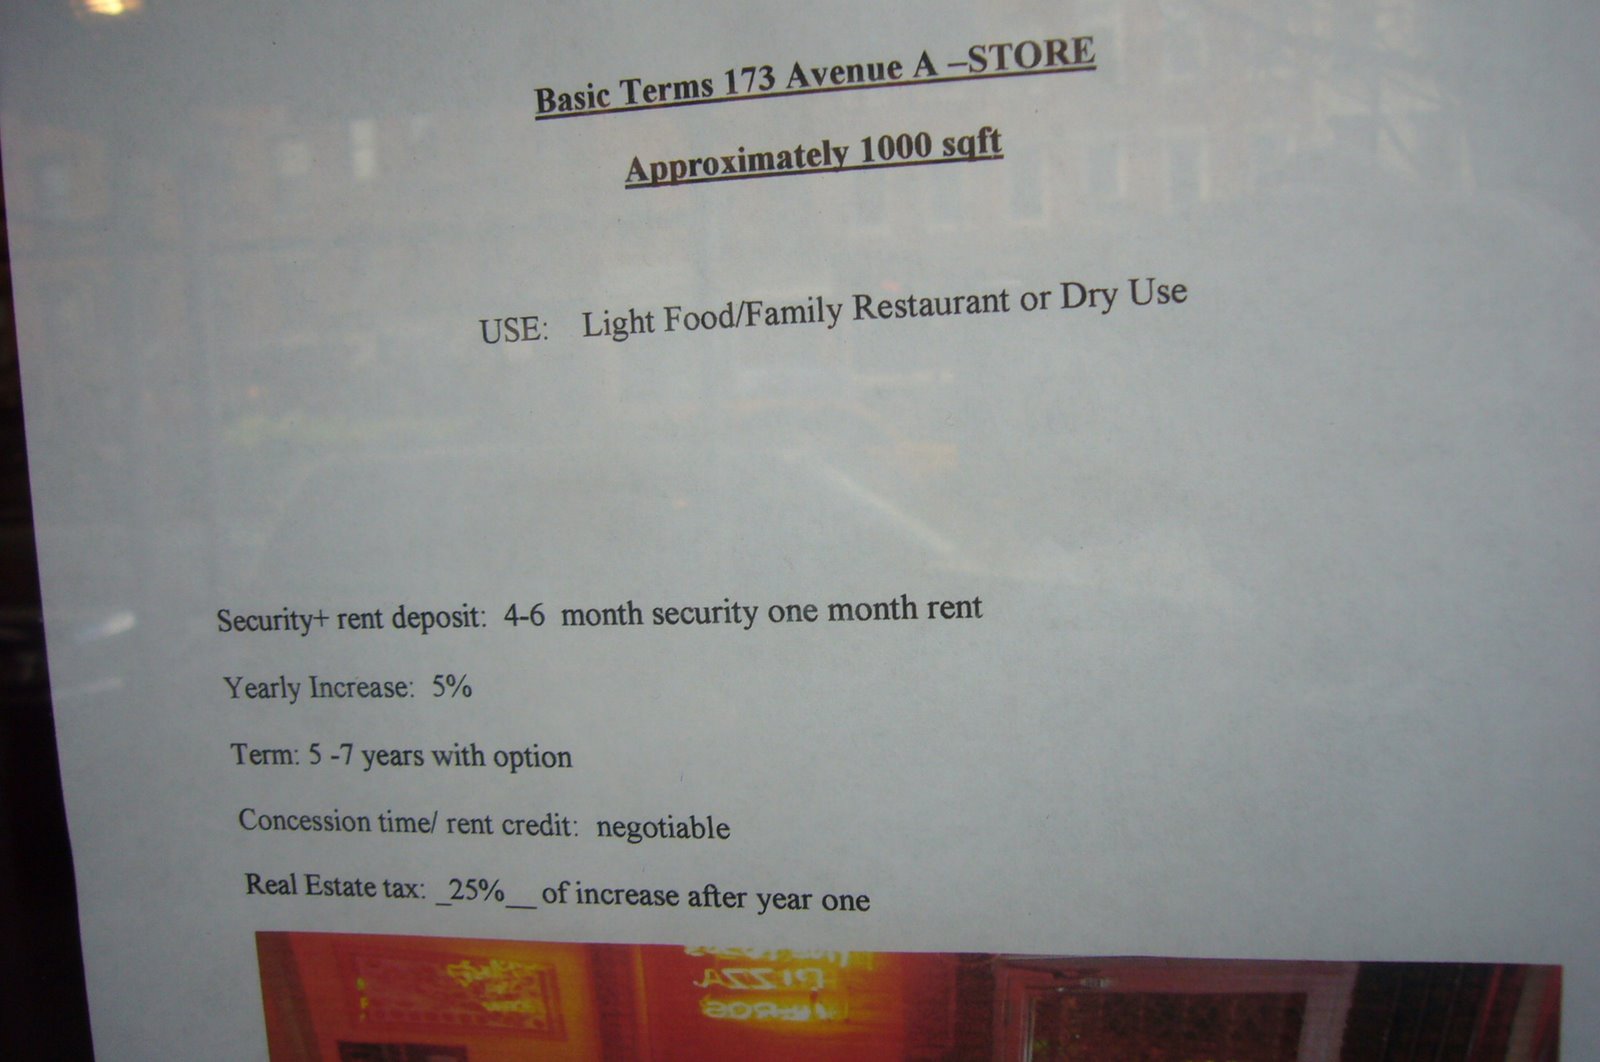 Basic Terms 173 Avenue A –STORE
Approximately 1000 sqft
USE: Light Food/Family Restaurant or Dry Use
Security+ rent deposit: 4-6 month security one month rent
Yearly Increase: 5%
Term: 5 -7 years with option
Concession time/ rent credit: negotiable
Real Estate tax: _25%__ of increase after year one
PIZZA